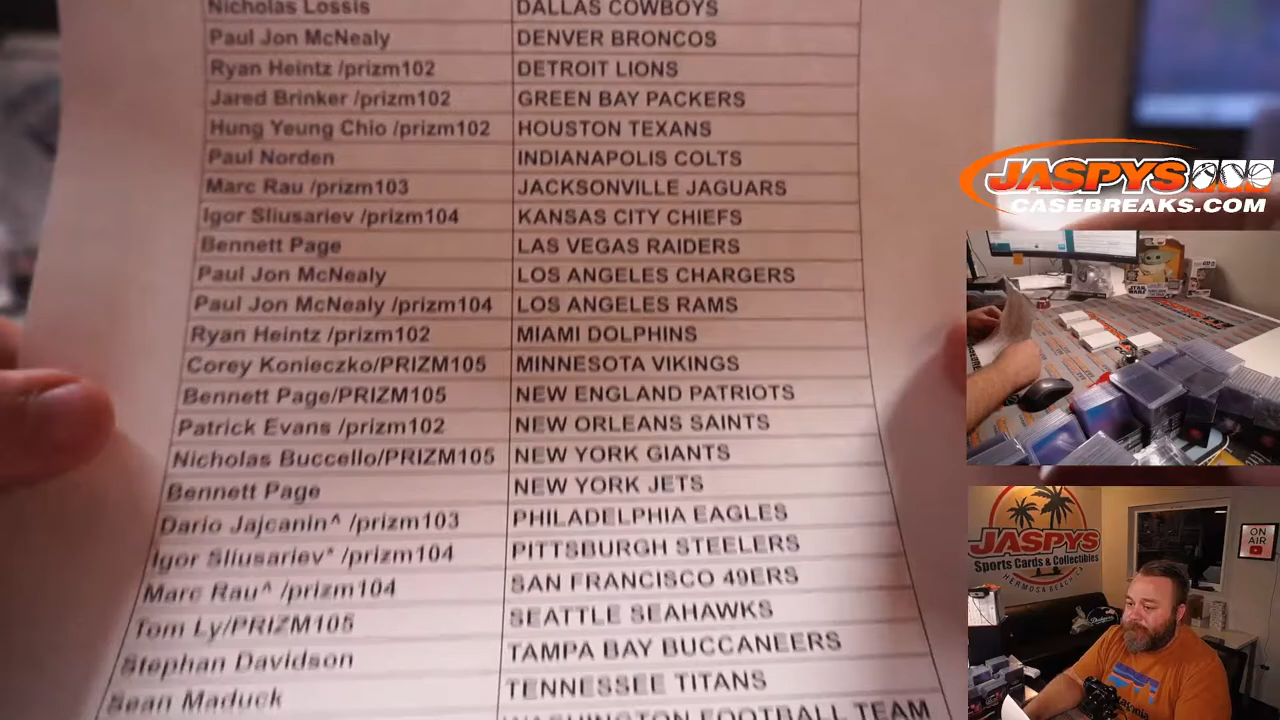 Nicholas Lossis DALLAS COWBOYS
Paul Jon McNealy DENVER BRONCOS
Ryan Heintz /prizm102 DETROIT LIONS
Jared Brinker /prizm102 GREEN BAY PACKERS
Hung Yeung Chio /prizm102 HOUSTON TEXANS
Paul Norden INDIANAPOLIS COLTS
Marc Rau /prizm103 JACKSONVILLE JAGUARS
Igor Sliusariev /prizm104 KANSAS CITY CHIEFS
Bennett Page LAS VEGAS RAIDERS
Paul Jon McNealy LOS ANGELES CHARGERS
Paul Jon McNealy /prizm104 LOS ANGELES RAMS
Ryan Heintz /prizm102 MIAMI DOLPHINS
Corey Konieczko/PRIZM105 MINNESOTA VIKINGS
Bennett Page/PRIZM105 NEW ENGLAND PATRIOTS
Patrick Evans /prizm102 NEW ORLEANS SAINTS
Nicholas Buccello/PRIZM105 NEW YORK GIANTS
Bennett Page NEW YORK JETS
Dario Jajcanin^ /prizm103 PHILADELPHIA EAGLES
Igor Sliusariev* /prizm104 PITTSBURGH STEELERS
Marc Rau^ /prizm104 SAN FRANCISCO 49ERS
Tom Ly/PRIZM105 SEATTLE SEAHAWKS
Stephan Davidson TAMPA BAY BUCCANEERS
Sean Maduck TENNESSEE TITANS
WASHINGTON FOOTBALL TEAM
JASPYS
CASEBREAKS.COM
STAR WARS
JASPYS
Sports Cards & Collectibles
HERMOSA BEACH, CA
ON AIR
Dodgers